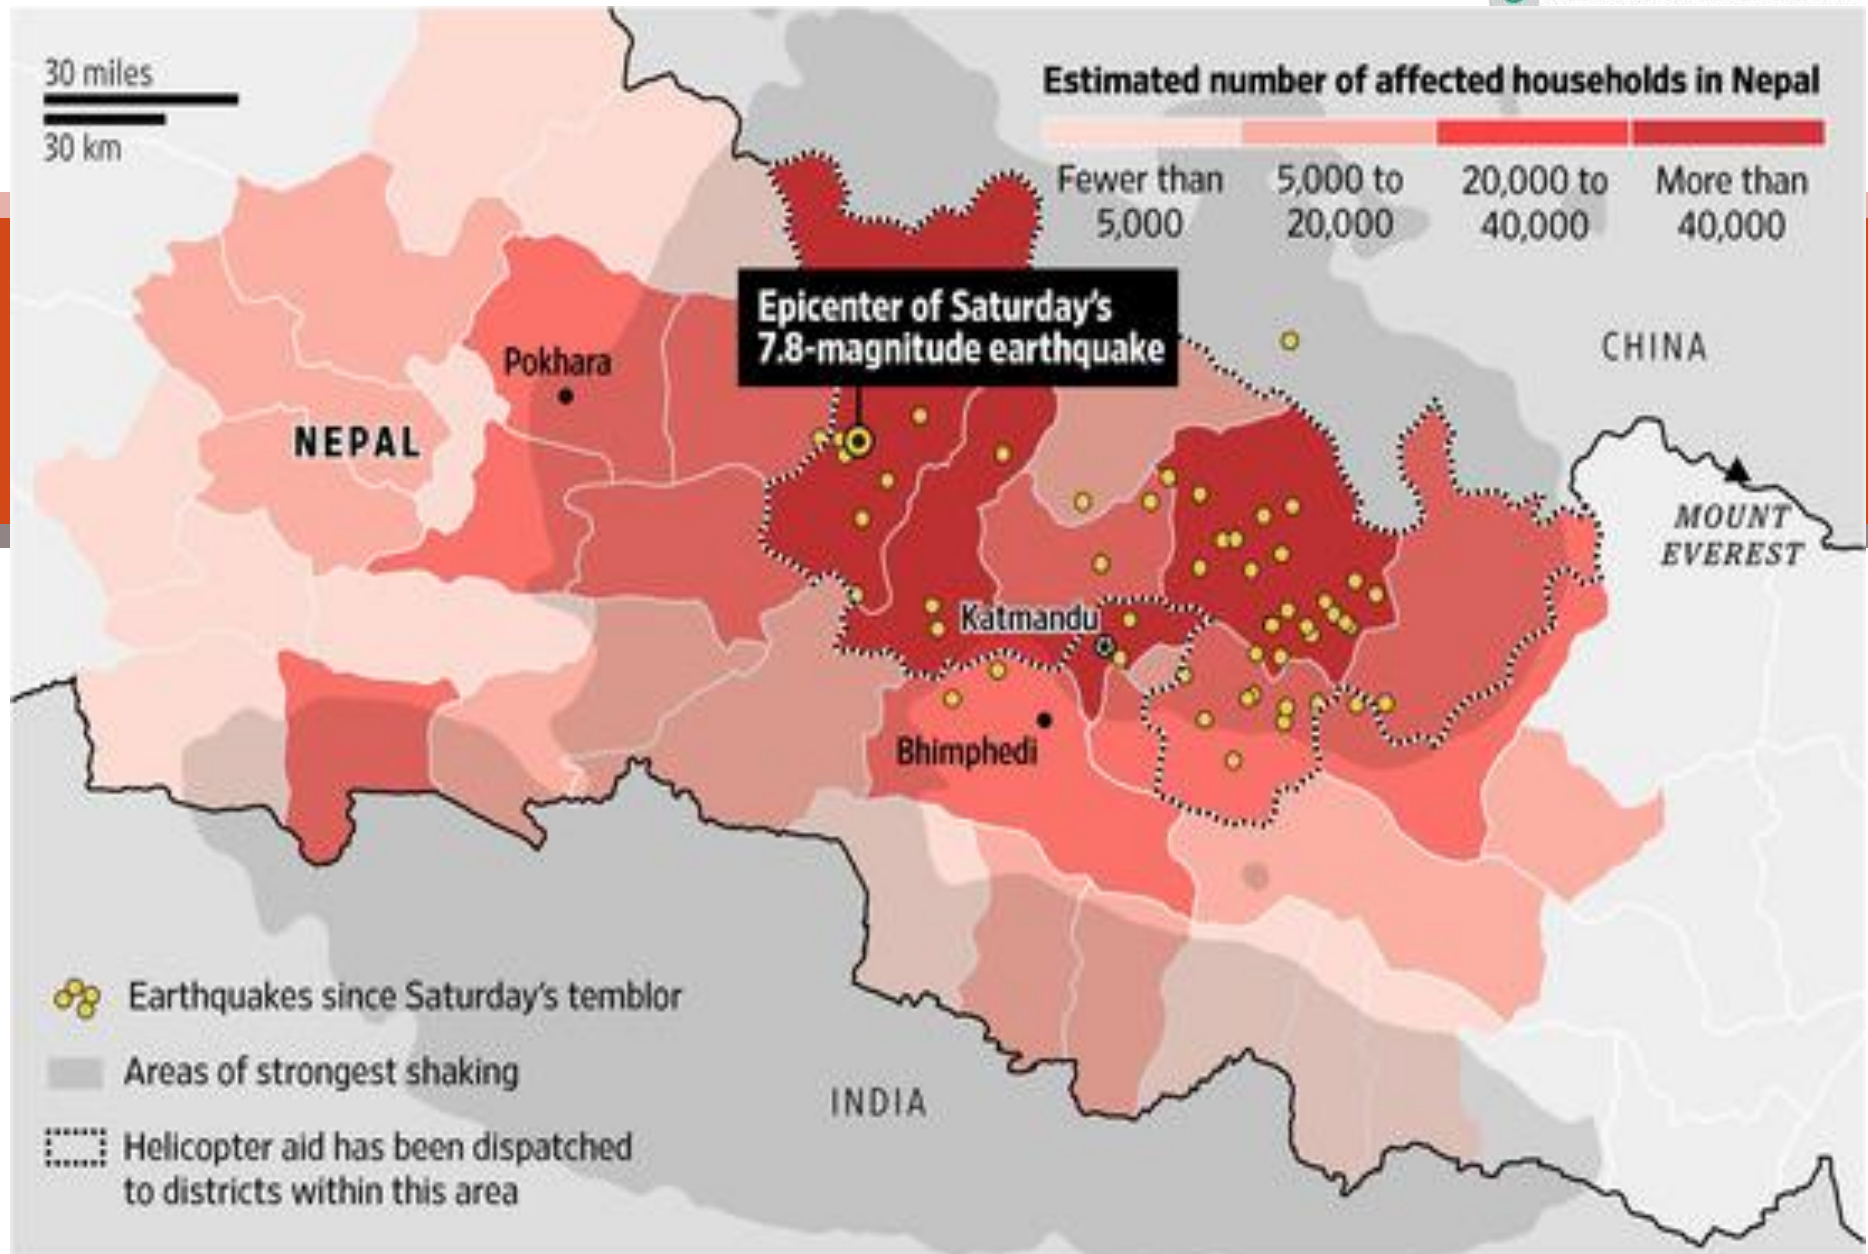 30 miles
30 km
Estimated number of affected households in Nepal
Fewer than
5,000
5,000 to
20,000
20,000 to
40,000
More than
40,000
Epicenter of Saturday's
7.8-magnitude earthquake
CHINA
Pokhara
NEPAL
MOUNT
EVEREST
Katmandu
Bhimphedi
Earthquakes since Saturday's temblor
Areas of strongest shaking
INDIA
Helicopter aid has been dispatched
to districts within this area